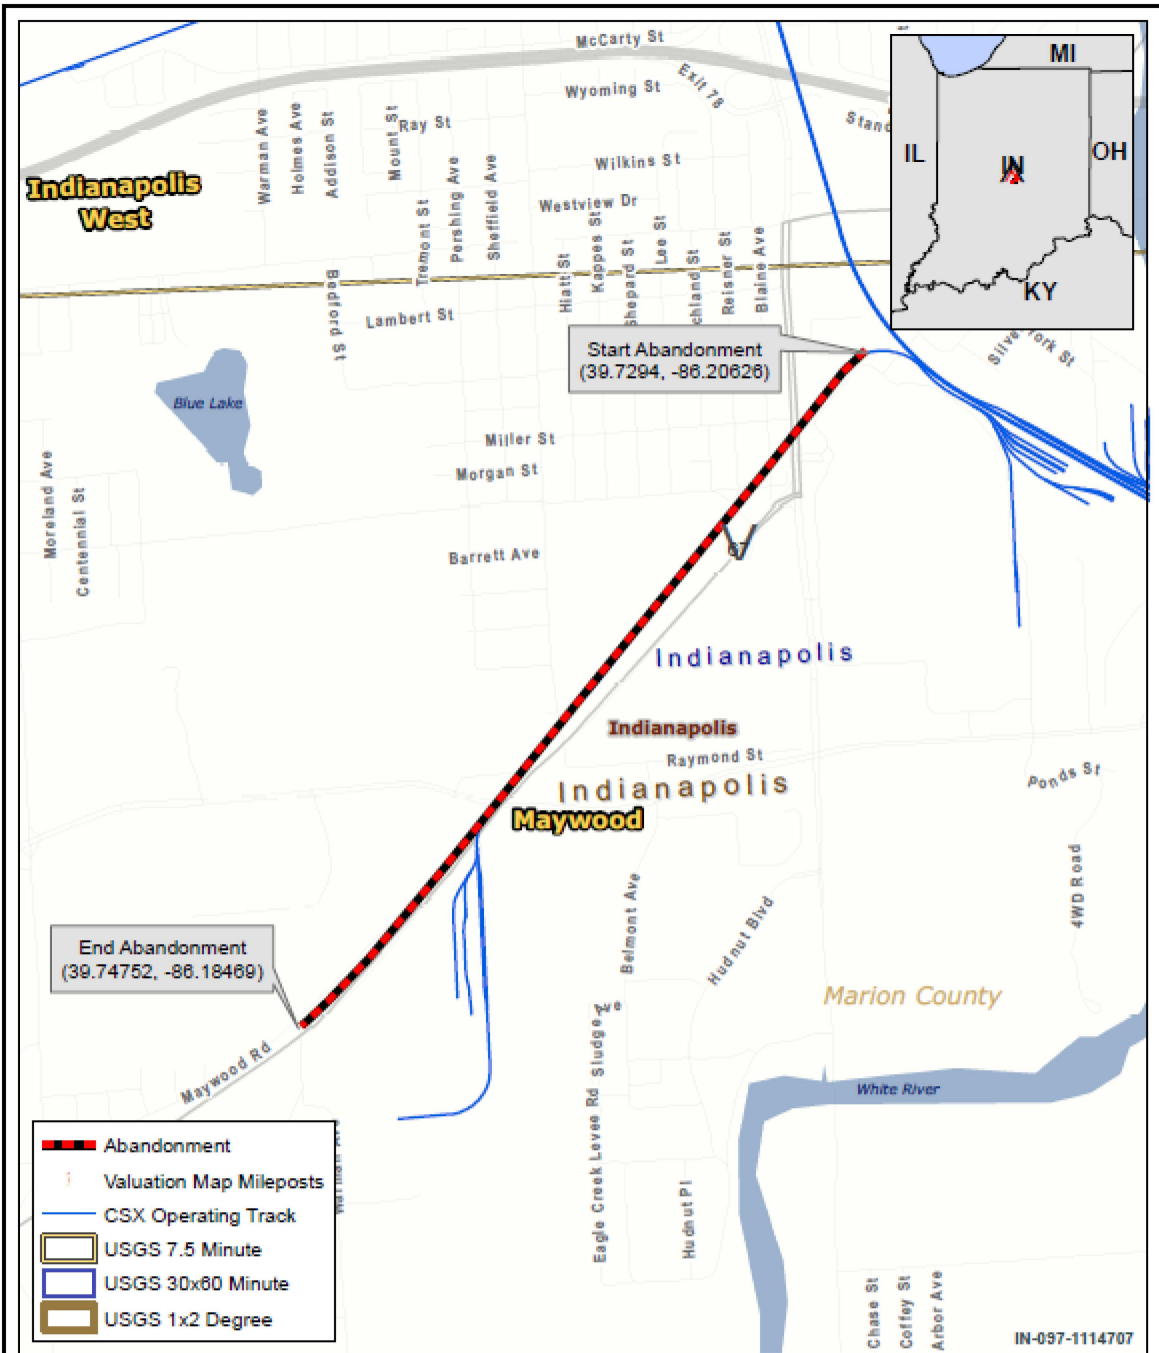 McCarty St
Exit 78
Wyoming St
MI
IL
IN
OH
KY
Warman Ave
Holmes Ave
Addison St
Mount St
Ray St
Wilkins St
Indianapolis
West
Pershing Ave
Sheffield Ave
Tremont St
Westview Dr
Hiatt St
Kappes St
Shepard St
Lee St
Reisner St
Blaine Ave
Bedford St
Lambert St
Start Abandonment
(39.7294, -86.20626)
York St
Blue Lake
Miller St
Morgan St
Moreland Ave
Centennial St
Barrett Ave
67
Indianapolis
Indianapolis
Raymond St
Indianapolis
Ponds St
Maywood
Belmont Ave
Hudnut Blvd
4WD Road
End Abandonment
(39.74752, -86.18469)
Marion County
Sludge Ave
Maywood Rd
White River
Eagle Creek Levee Rd
Hudnut Pl
Warman Ave
Abandonment
Valuation Map Mileposts
CSX Operating Track
USGS 7.5 Minute
USGS 30x60 Minute
USGS 1x2 Degree
Chase St
Coffey St
Arbor Ave
IN-097-1114707